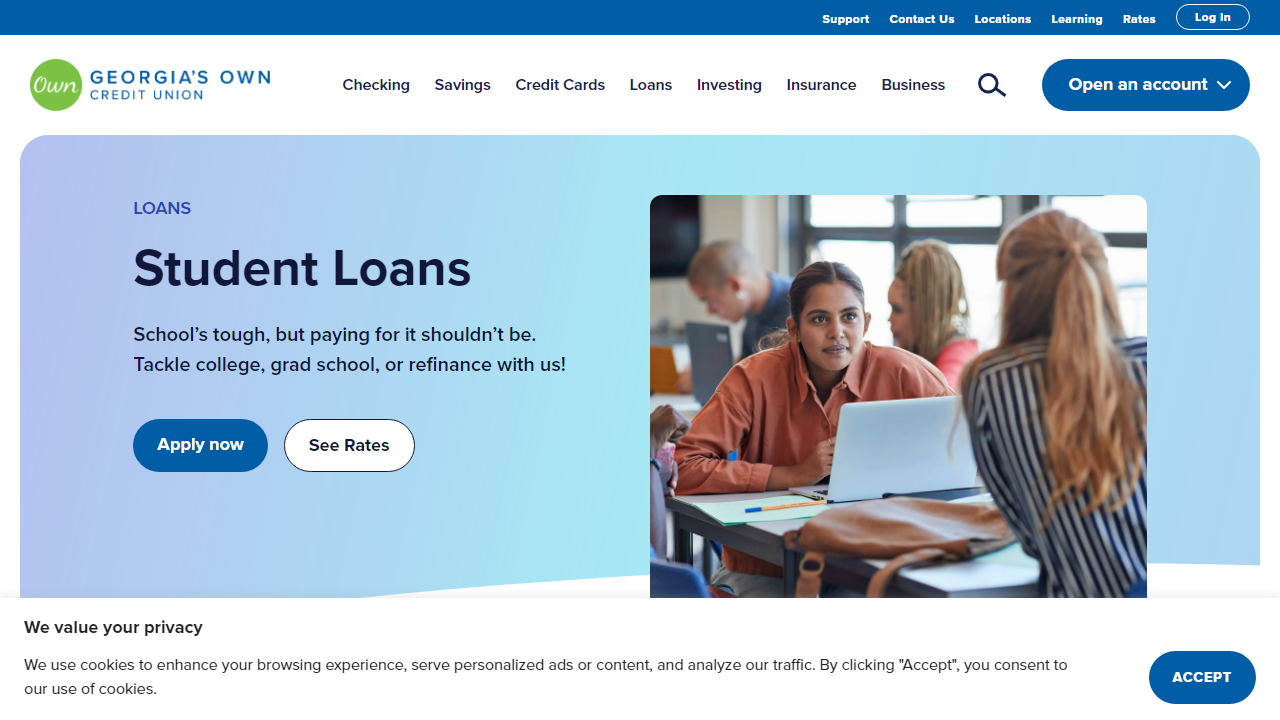 Support Contact Us Locations Learning Rates Log In
Own GEORGIA'S OWN
CREDIT UNION
Checking Savings Credit Cards Loans Investing Insurance Business Open an account
LOANS
Student Loans
School’s tough, but paying for it shouldn’t be.
Tackle college, grad school, or refinance with us!
Apply now See Rates
We value your privacy
We use cookies to enhance your browsing experience, serve personalized ads or content, and analyze our traffic. By clicking "Accept", you consent to
our use of cookies.
ACCEPT